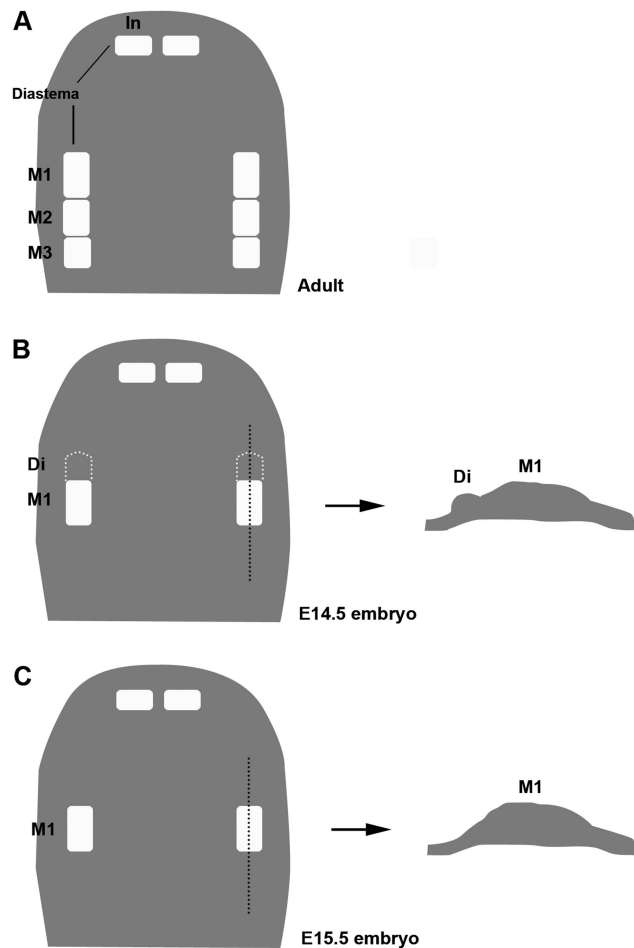 A
In
Diastema
M1
M2
M3
Adult
B
Di
M1
Di
M1
E14.5 embryo
C
M1
M1
E15.5 embryo